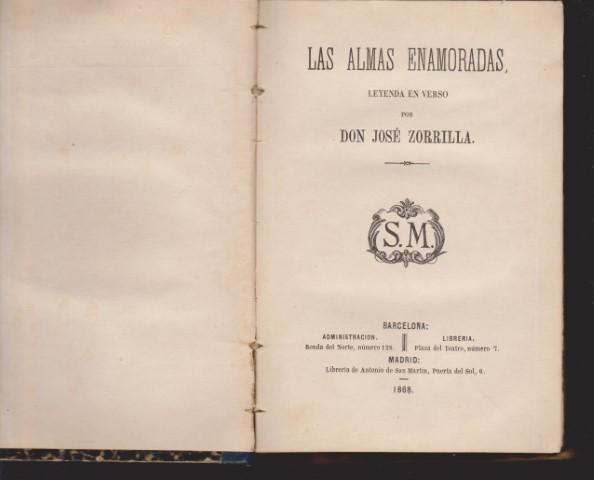 LAS ALMAS ENAMORADAS,
LEYENDA EN VERSO
POR
DON JOSÉ ZORRILLA.
S.M.
BARCELONA:
ADMINISTRACION.
Ronda del Norte, número 128.
LIBRERIA.
Plaza del Teatro, número 7.
MADRID:
Libreria de Antonio de San Martin, Puerta del Sol, 6.
1868.